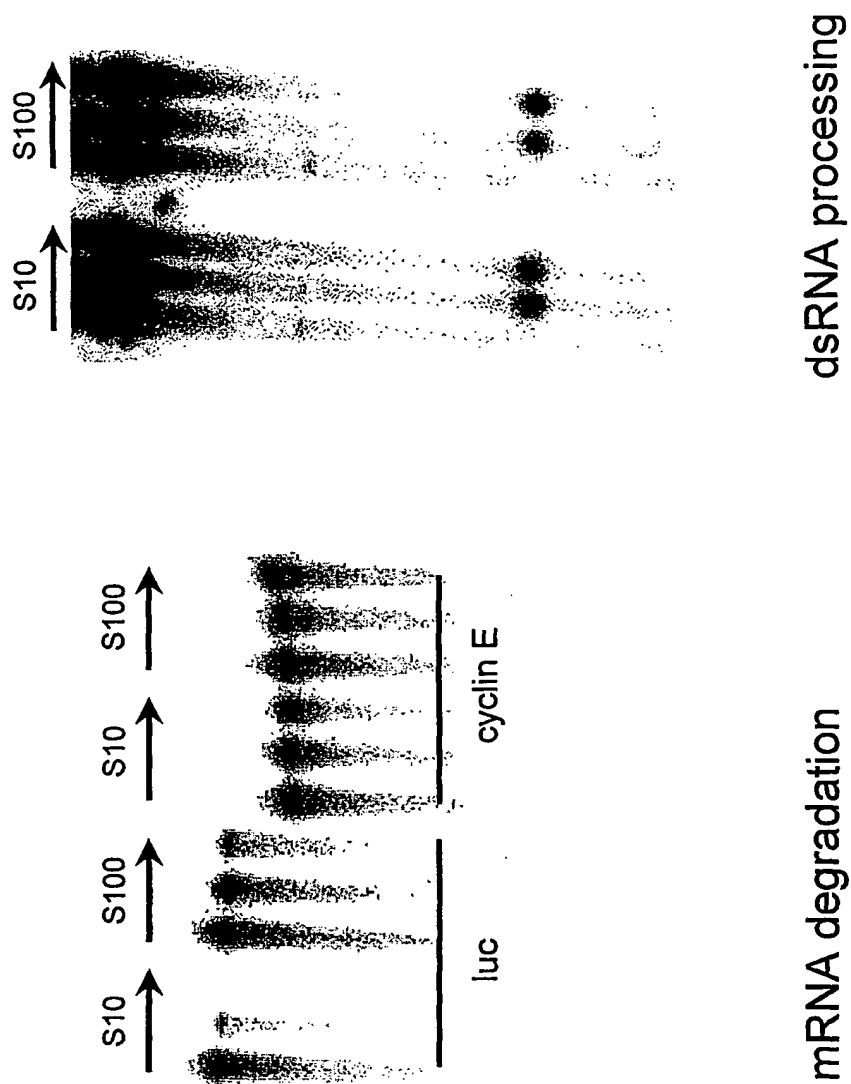 S10 S100 S10 S100
luc cyclin E
mRNA degradation
S10 S100
dsRNA processing